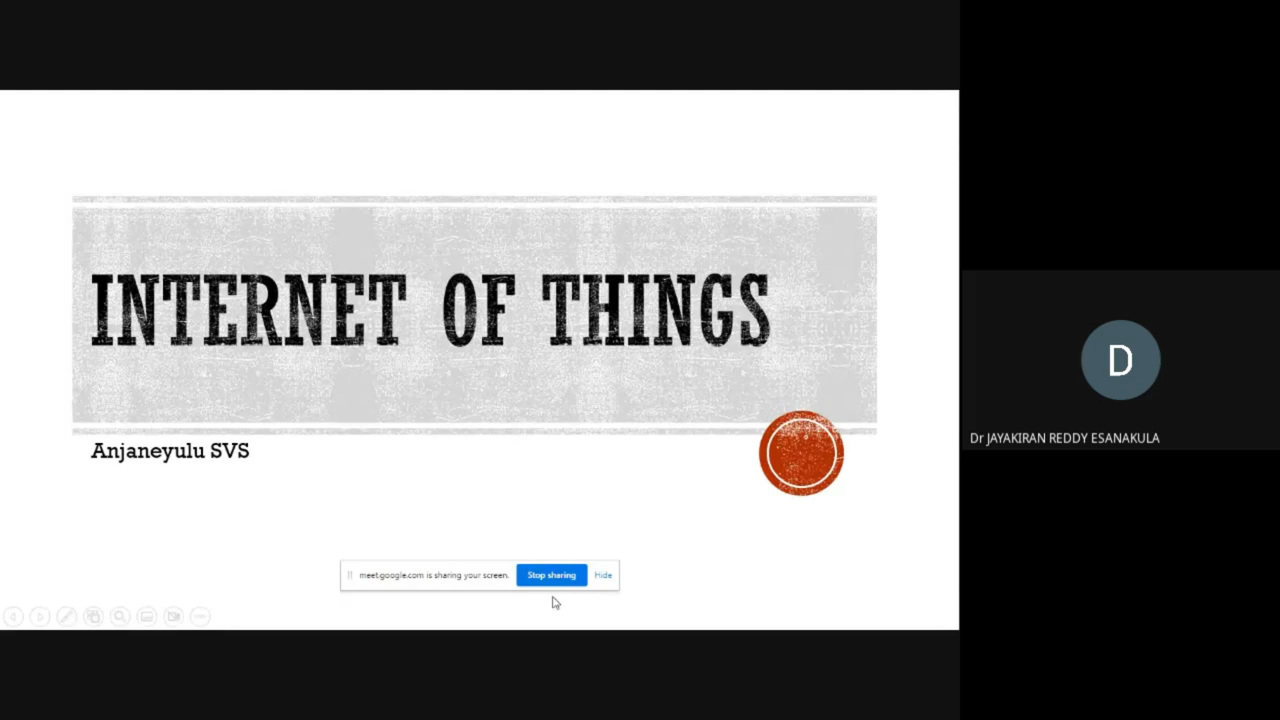 INTERNET OF THINGS
Anjaneyulu SVS
meet.google.com is sharing your screen. Stop sharing Hide
D
Dr JAYAKIRAN REDDY ESANAKULA